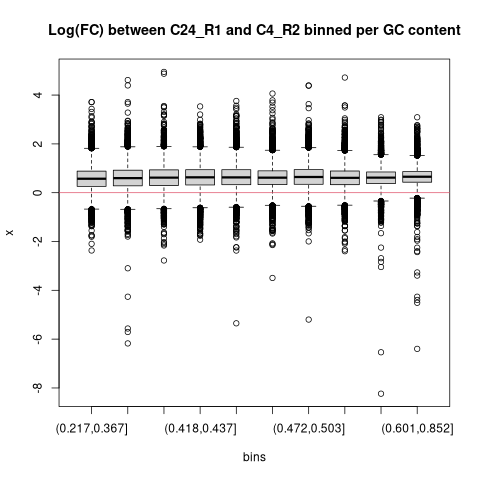 Log(FC) between C24_R1 and C4_R2 binned per GC content
4
2
0
-2
-4
-6
-8
x
(0.217,0.367] (0.418,0.437] (0.472,0.503] (0.601,0.852]
bins